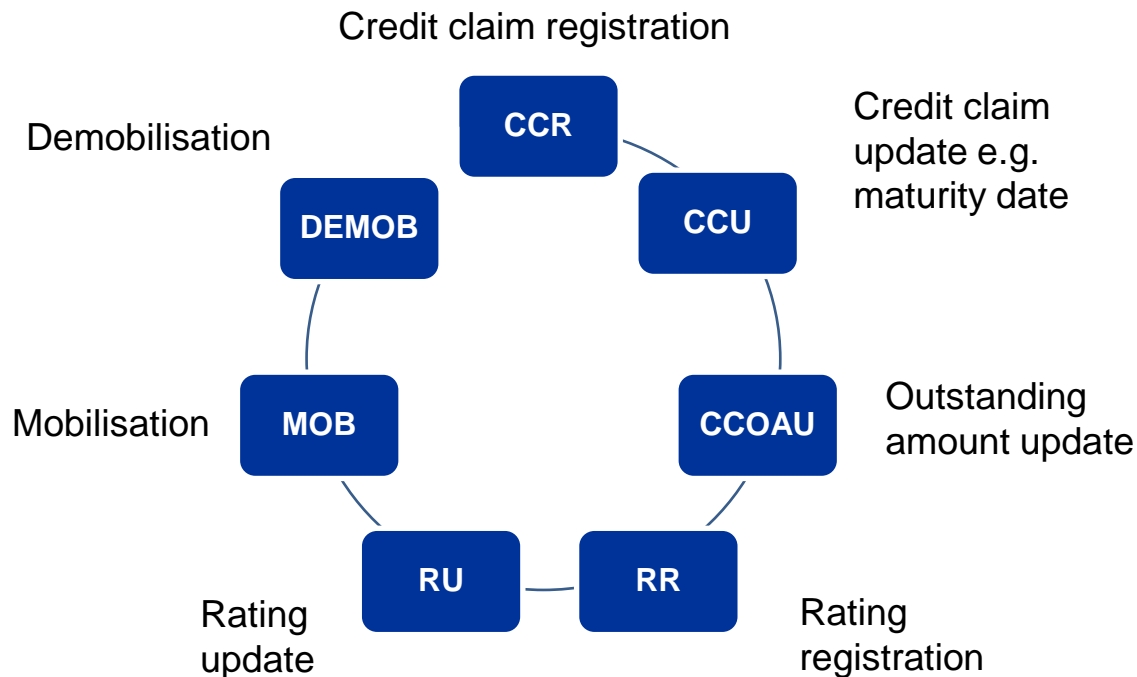 Credit claim registration
CCR
Credit claim
update e.g.
maturity date
CCU
Outstanding
amount update
CCOAU
RR
Rating
registration
RU
Rating
update
MOB
Mobilisation
DEMOB
Demobilisation